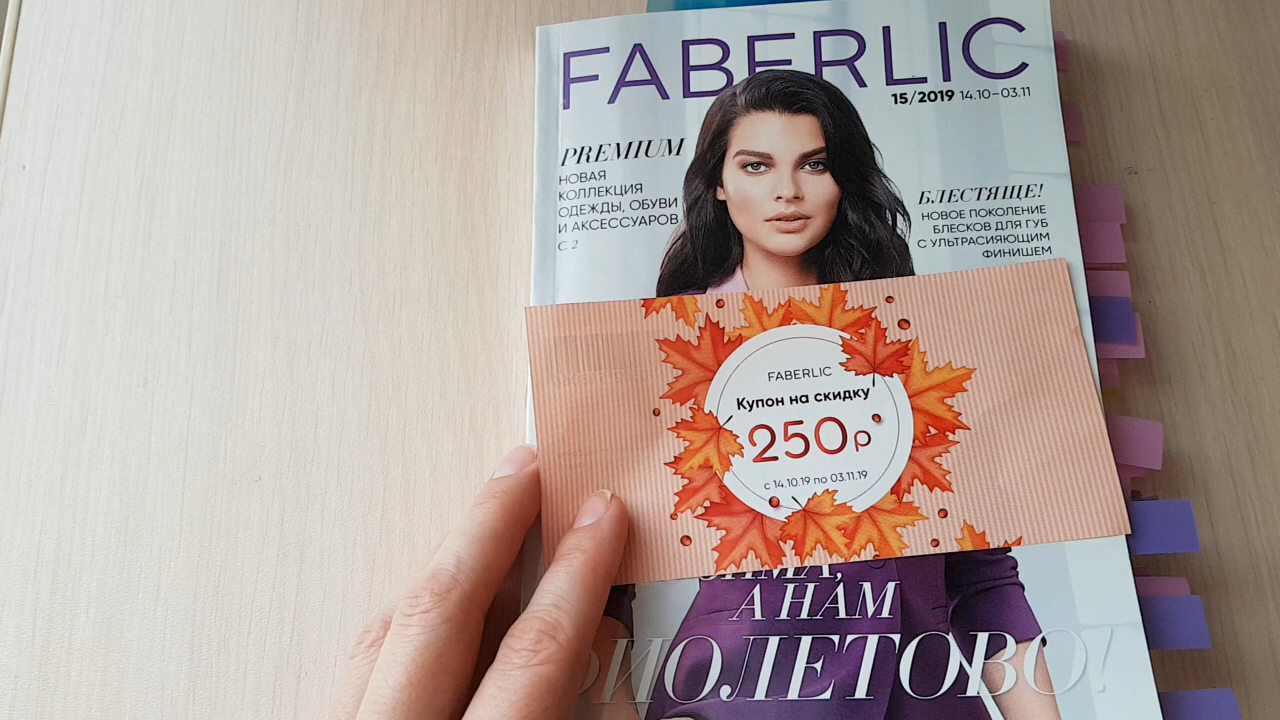 FABERLIC
15/2019 14.10–03.11
PREMIUM
НОВАЯ
КОЛЛЕКЦИЯ
ОДЕЖДЫ, ОБУВИ
И АКСЕССУАРОВ
С. 2
БЛЕСТЯЩЕ!
НОВОЕ ПОКОЛЕНИЕ
БЛЕСКОВ ДЛЯ ГУБ
С УЛЬТРАСИЯЮЩИМ
ФИНИШЕМ
FABERLIC
Купон на скидку
250р
с 14.10.19 по 03.11.19
А НАМ
ФИОЛЕТОВО!